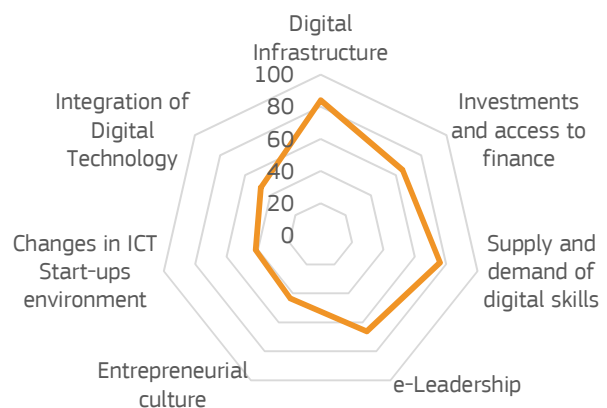 Digital
Infrastructure
100
80
60
40
20
0
Investments
and access to
finance
Supply and
demand of
digital skills
e-Leadership
Entrepreneurial
culture
Changes in ICT
Start-ups
environment
Integration of
Digital
Technology